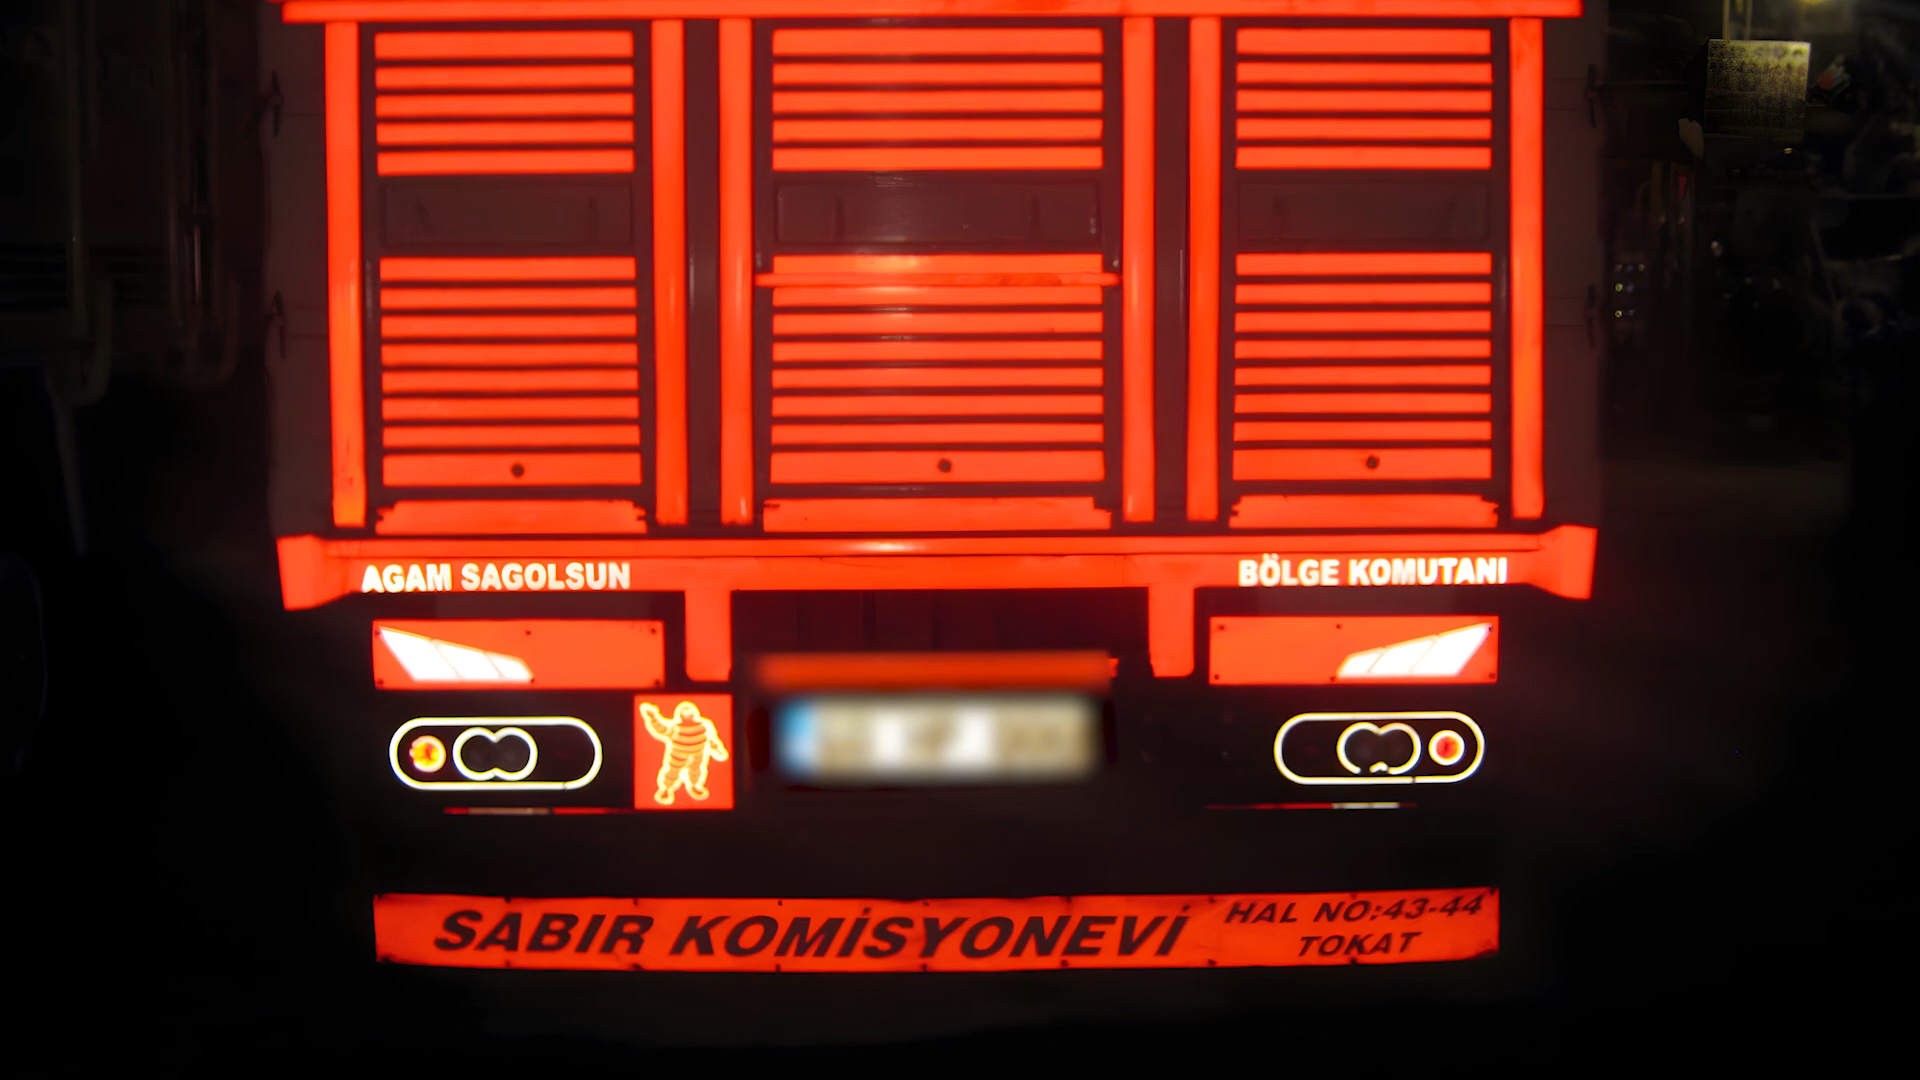 AGAM SAGOLSUN
BÖLGE KOMUTANI
SABIR KOMİSYONEVİ
HAL NO:43-44
TOKAT